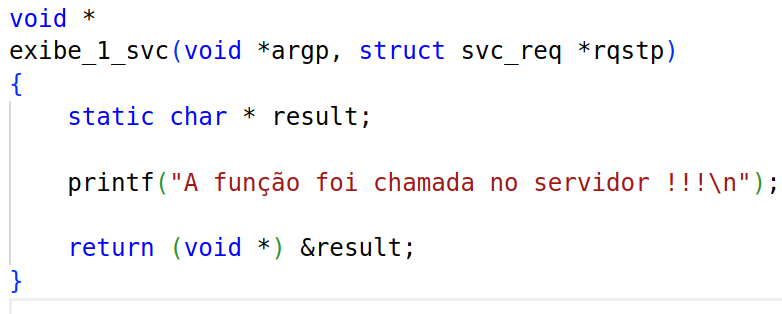 void *
exibe_1_svc(void *argp, struct svc_req *rqstp)
{
    static char * result;
    printf("A função foi chamada no servidor !!!\n");
    return (void *) &result;
}